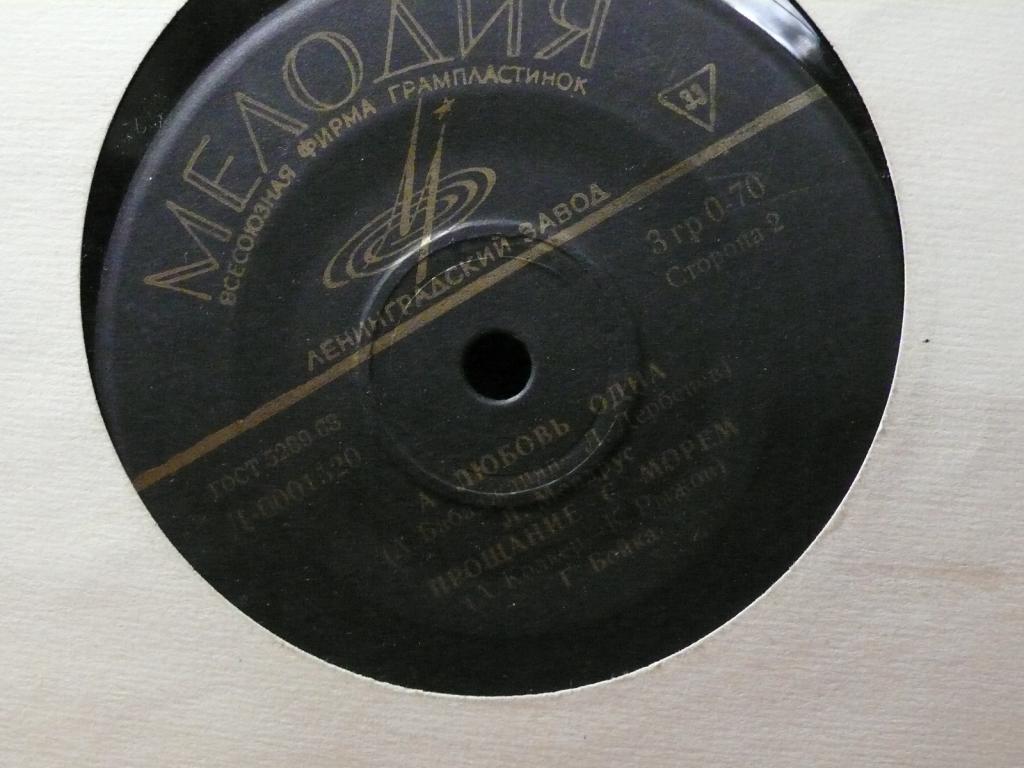 МЕЛОДИЯ
ВСЕСОЮЗНАЯ ФИРМА ГРАМПЛАСТИНОК
33
ЛЕНИНГРАДСКИЙ ЗАВОД
3 гр 0-70
Сторона 2
ГОСТ 5289-68
А ЛЮБОВЬ ОДНА
ПРОЩАНИЕ С МОРЕМ
Г.